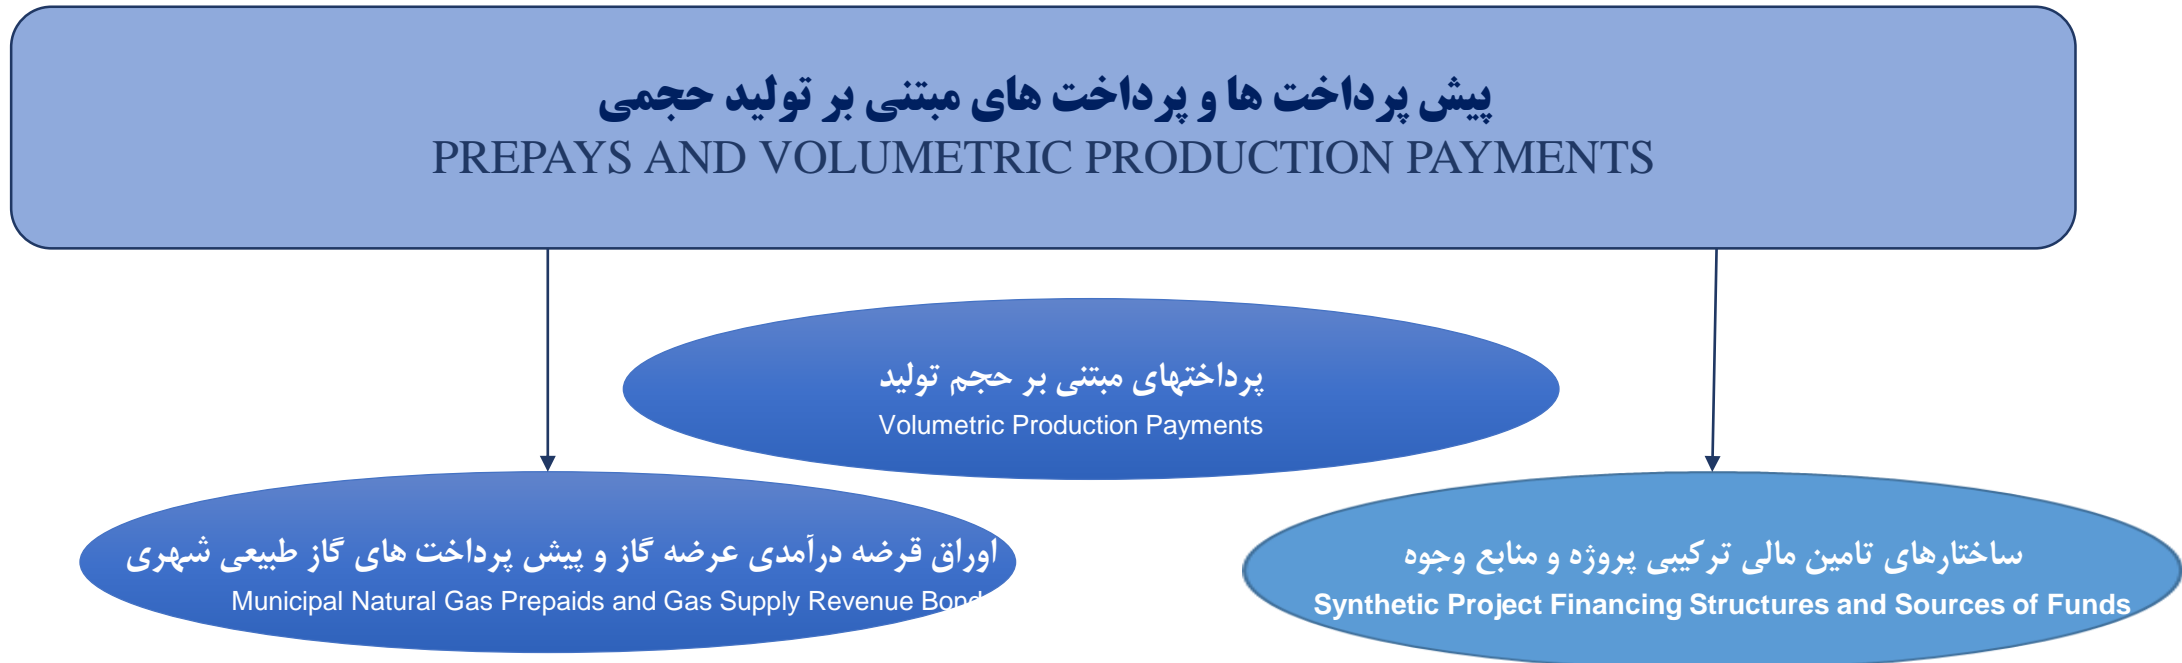 پیش پرداخت ها و پرداخت های مبتنی بر تولید حجمی
PREPAYS AND VOLUMETRIC PRODUCTION PAYMENTS
پرداختهای مبتنی بر حجم تولید
Volumetric Production Payments
اوراق قرضه درآمدی عرضه گاز و پیش پرداخت های گاز طبیعی شهری
Municipal Natural Gas Prepaids and Gas Supply Revenue Bond
ساختارهای تامین مالی ترکیبی پروژه و منابع وجوه
Synthetic Project Financing Structures and Sources of Funds